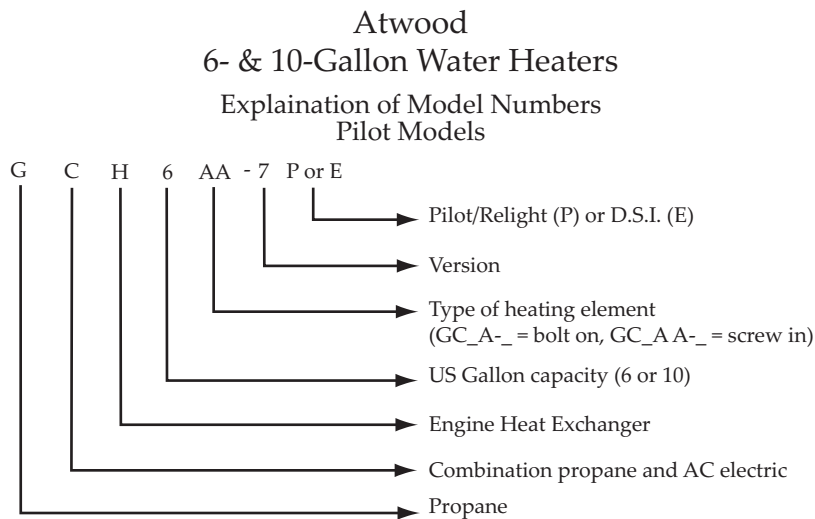 Atwood
6- & 10-Gallon Water Heaters
Explaination of Model Numbers
Pilot Models
G C H 6 AA - 7 P or E
Pilot/Relight (P) or D.S.I. (E)
Version
Type of heating element
(GC_A-_ = bolt on, GC_A A-_ = screw in)
US Gallon capacity (6 or 10)
Engine Heat Exchanger
Combination propane and AC electric
Propane